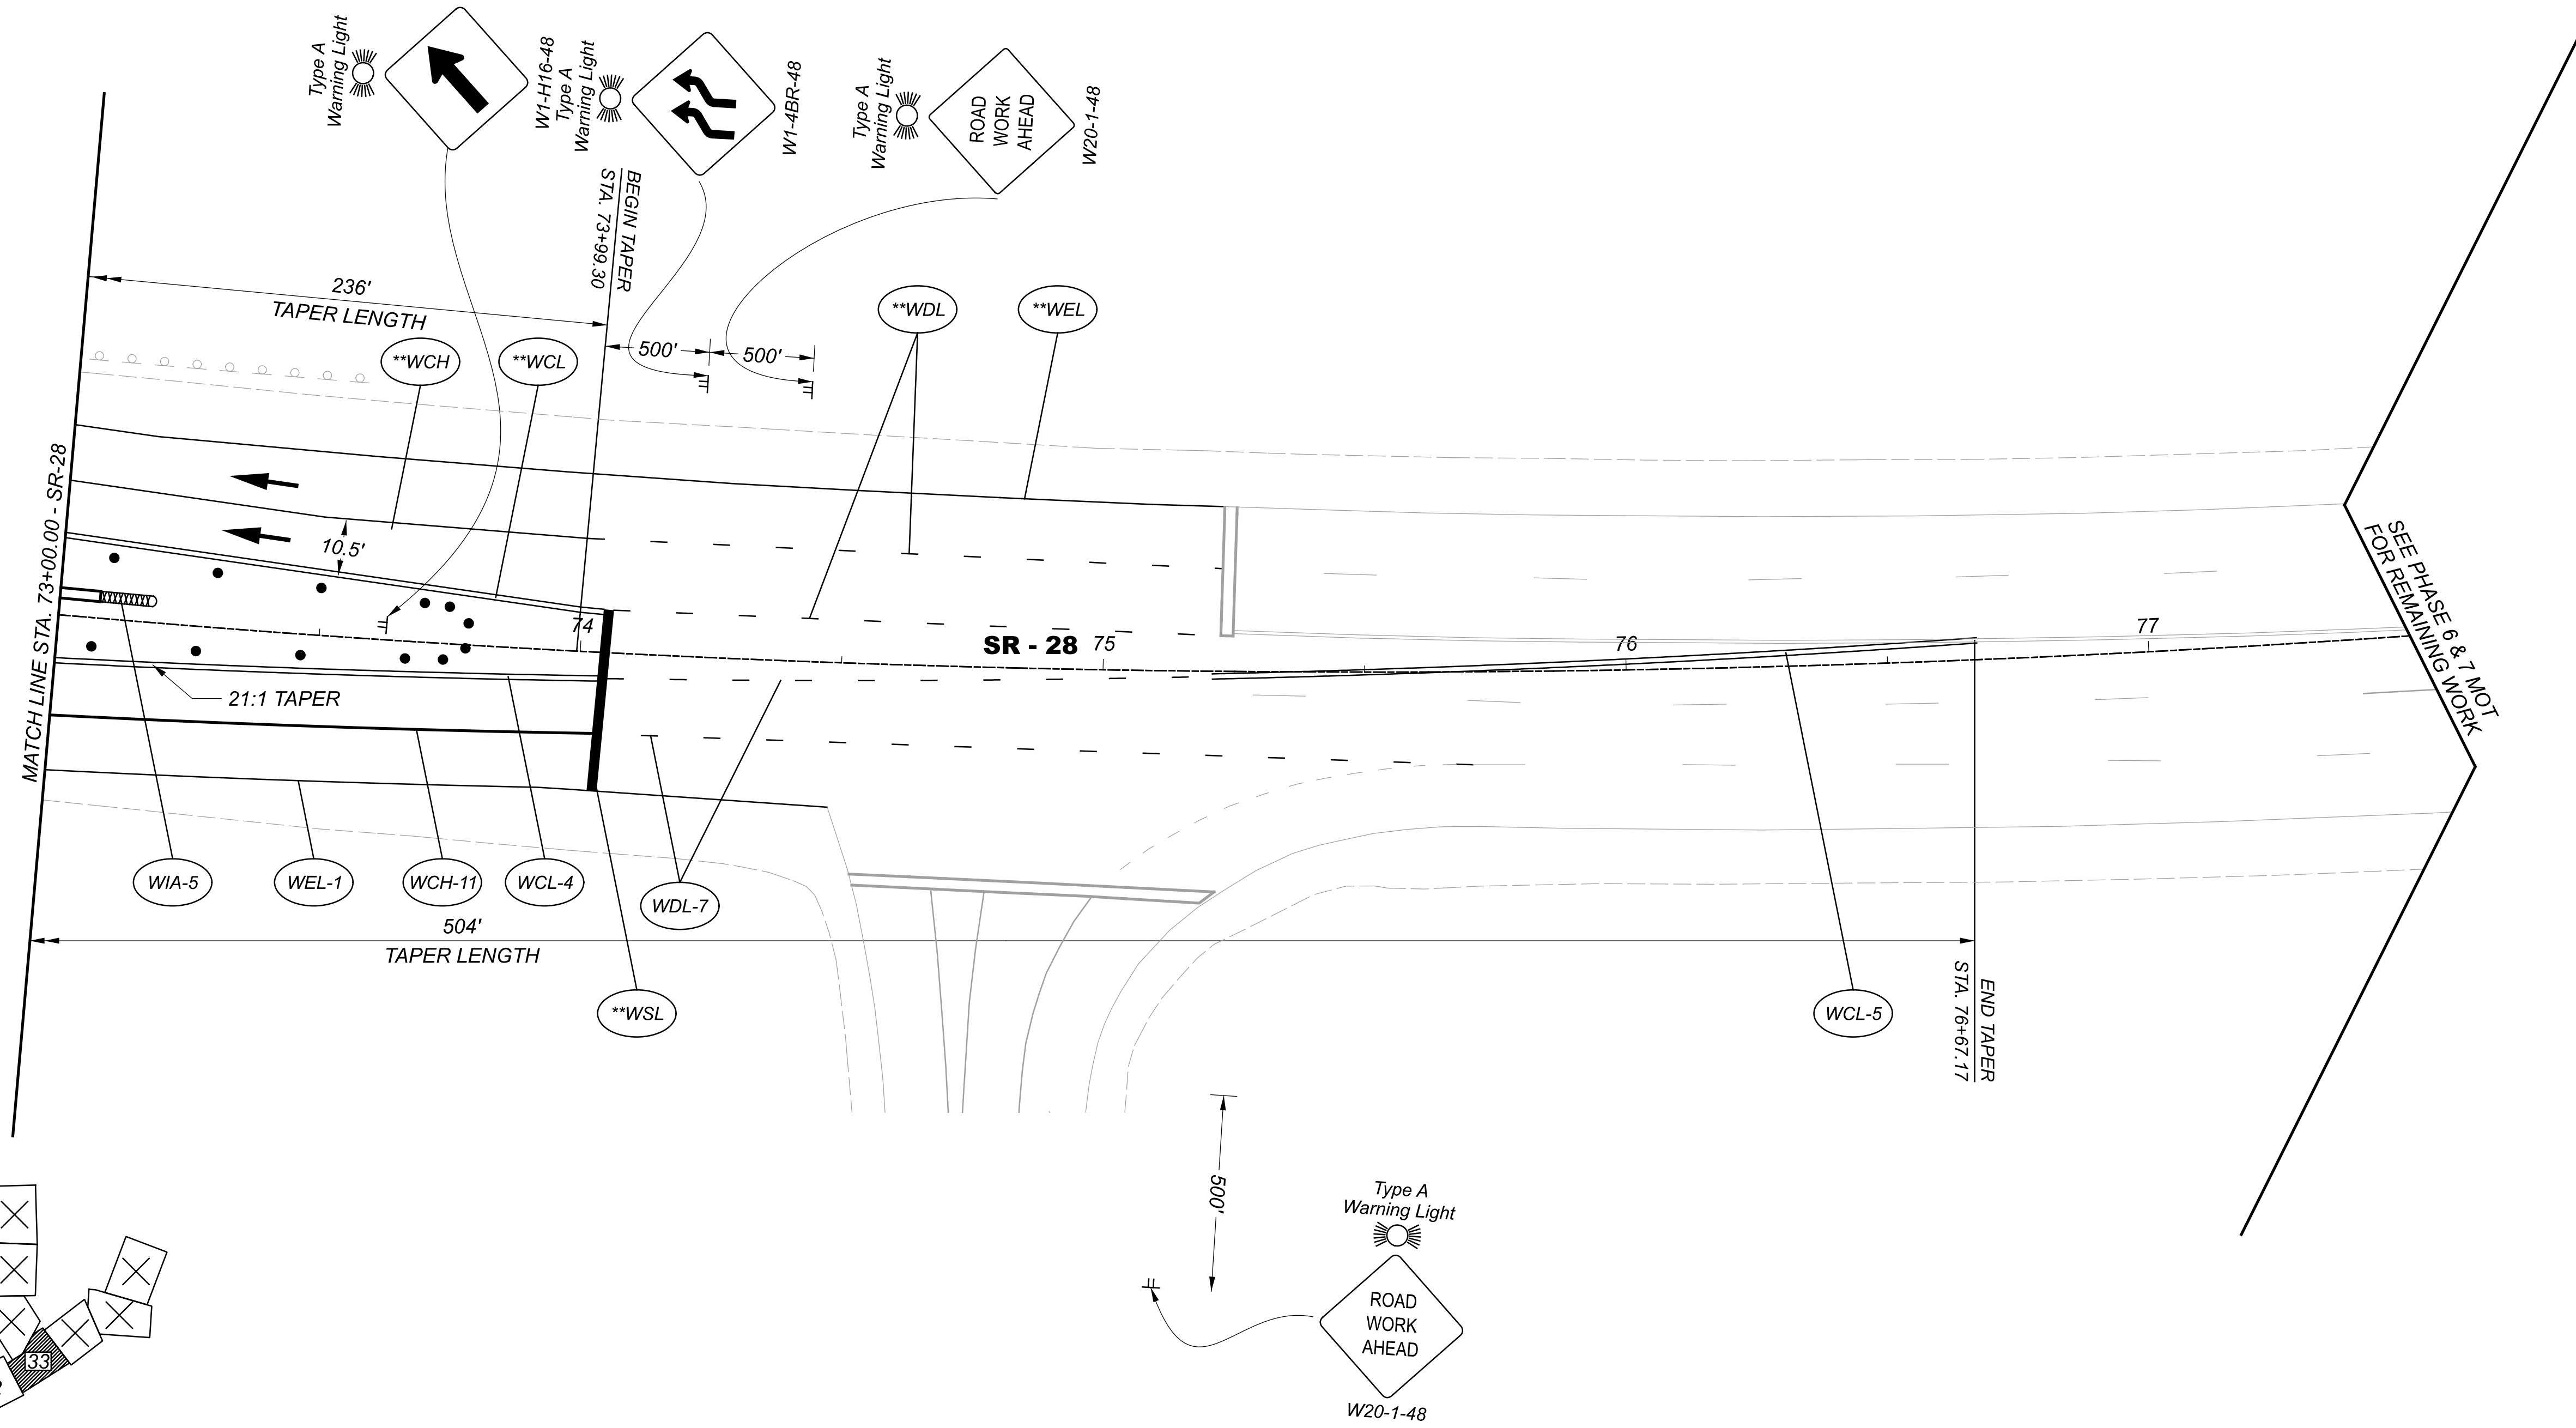 Type A
Warning Light
W1-H16-48
Type A
Warning Light
W1-4BR-48
Type A
Warning Light
ROAD
WORK
AHEAD
W20-1-48
BEGIN TAPER
STA. 73+99.30
236'
TAPER LENGTH
500'
500'
**WCH
**WCL
**WDL
**WEL
MATCH LINE STA. 73+00.00 - SR-28
10.5'
21:1 TAPER
74
SR - 28
75
76
77
SEE PHASE 6 & 7 MOT
FOR REMAINING WORK
WIA-5
WEL-1
WCH-11
WCL-4
WDL-7
504'
TAPER LENGTH
**WSL
WCL-5
END TAPER
STA. 76+67.17
500'
Type A
Warning Light
ROAD
WORK
AHEAD
W20-1-48
33